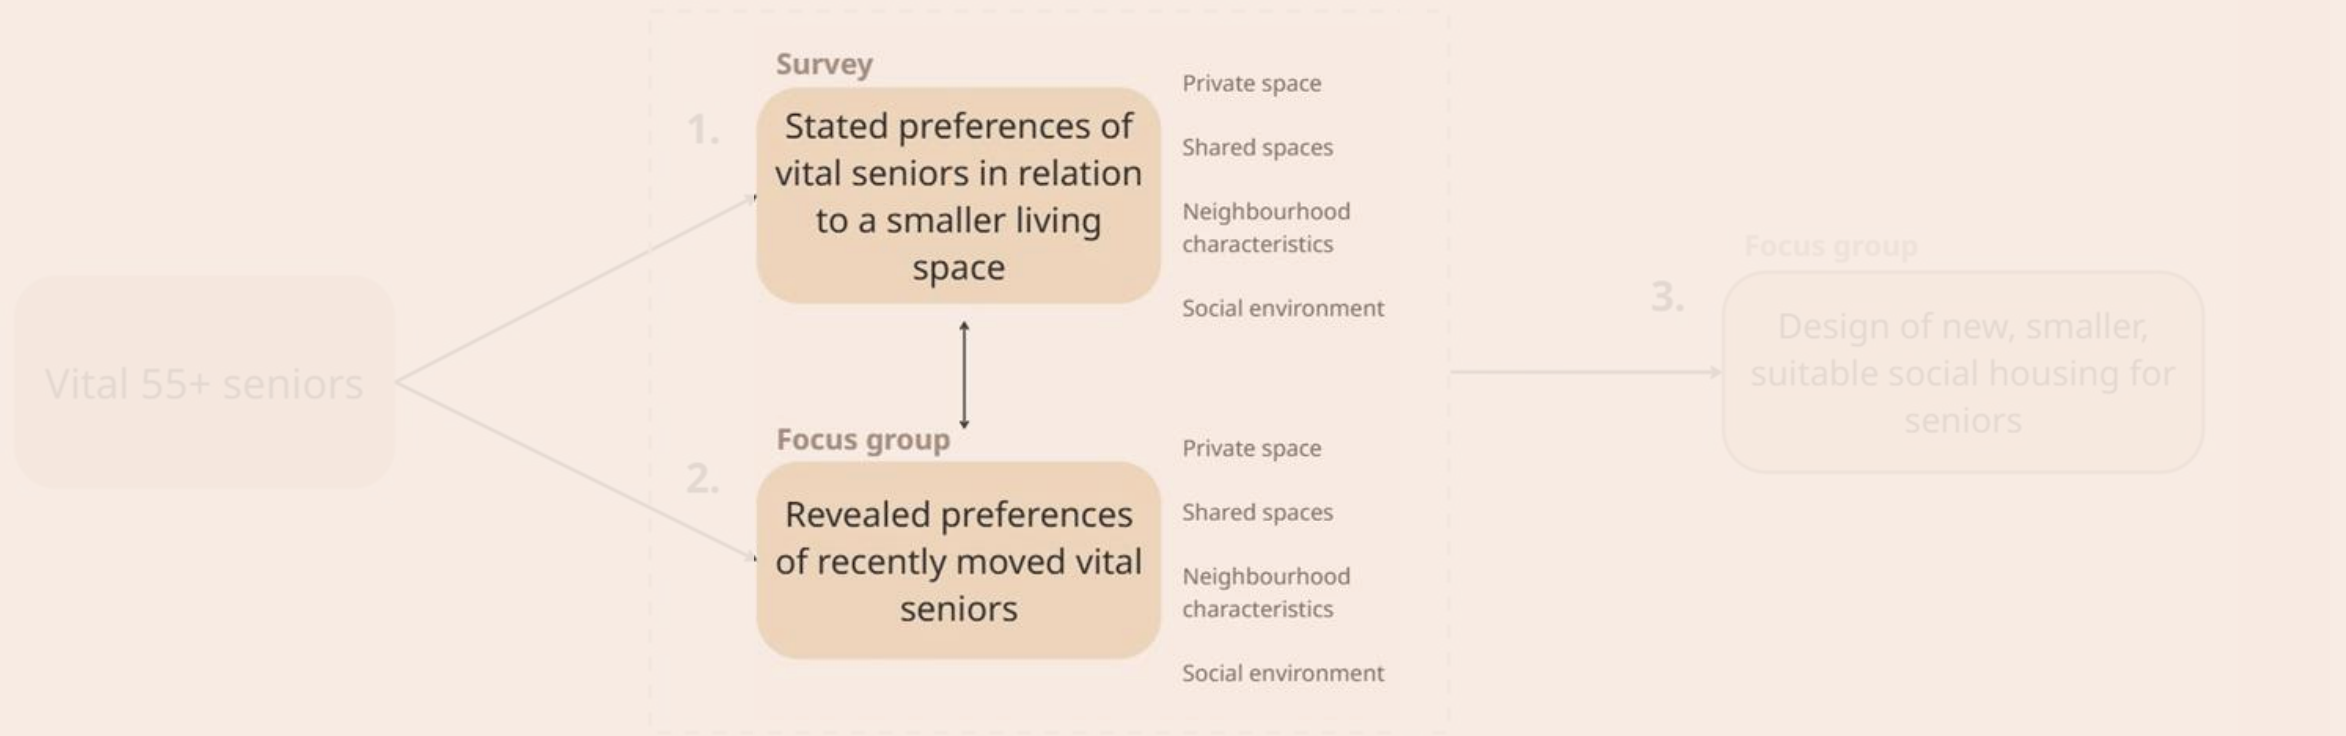 Survey
1.
Stated preferences of
vital seniors in relation
to a smaller living
space
Private space
Shared spaces
Neighbourhood
characteristics
Social environment
Vital 55+ seniors
Focus group
2.
Revealed preferences
of recently moved vital
seniors
Private space
Shared spaces
Neighbourhood
characteristics
Social environment
Focus group
3.
Design of new, smaller,
suitable social housing for
seniors